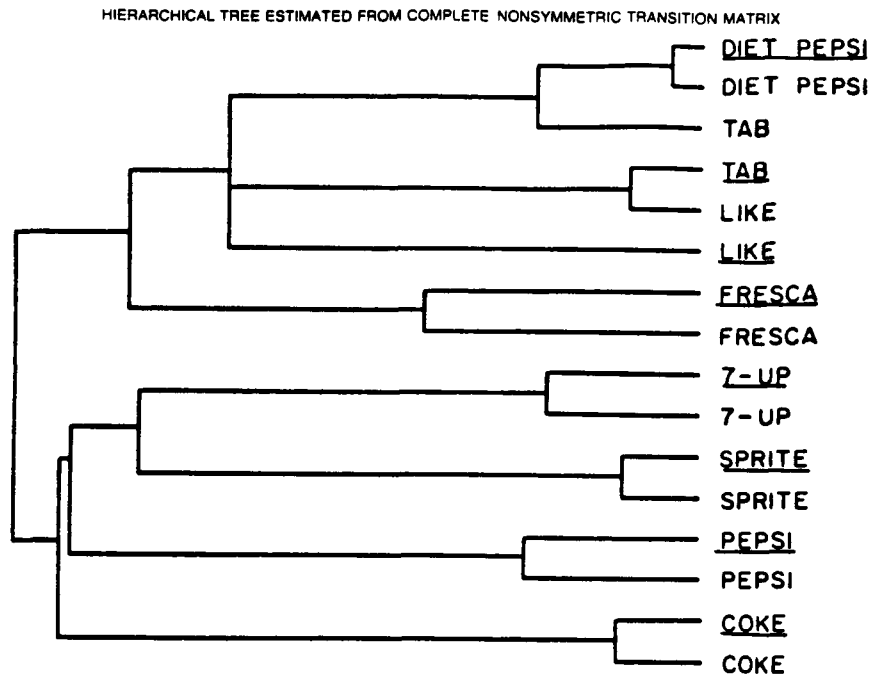 HIERARCHICAL TREE ESTIMATED FROM COMPLETE NONSYMMETRIC TRANSITION MATRIX
DIET PEPSI
DIET PEPSI
TAB
TAB
LIKE
LIKE
FRESCA
FRESCA
7-UP
7-UP
SPRITE
SPRITE
PEPSI
PEPSI
COKE
COKE